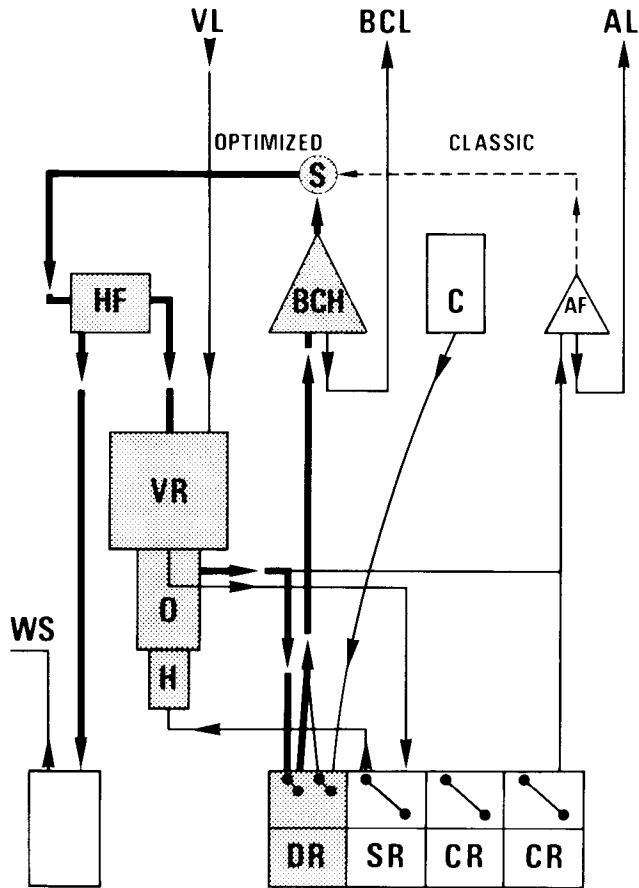 VL BCL AL
OPTIMIZED CLASSIC
S
HF BCH C AF
VR
O
WS
H
DR SR CR CR